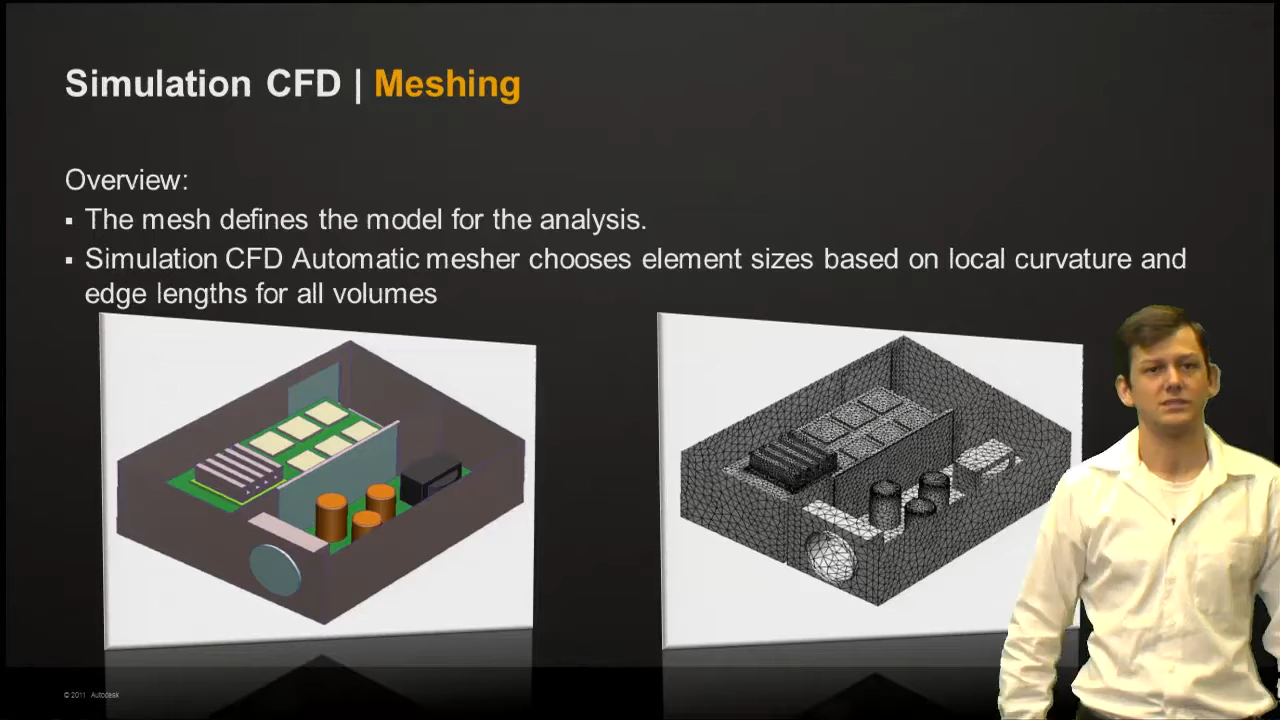 Simulation CFD | Meshing
Overview:
▪ The mesh defines the model for the analysis.
▪ Simulation CFD Automatic mesher chooses element sizes based on local curvature and
edge lengths for all volumes
© 2011 Autodesk